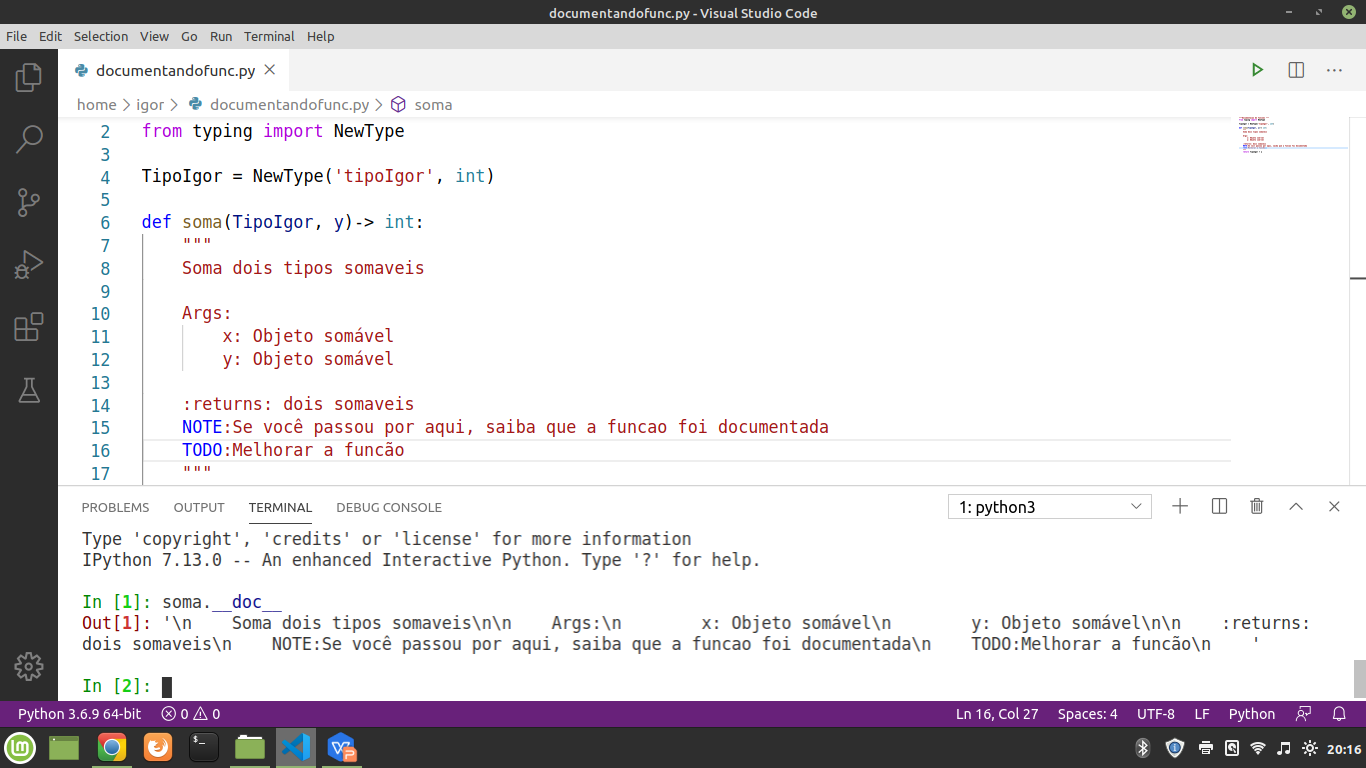 documentandofunc.py - Visual Studio Code
File Edit Selection View Go Run Terminal Help
documentandofunc.py
home > igor > documentandofunc.py > soma
2 from typing import NewType
3
4 TipoIgor = NewType('tipoIgor', int)
5
6 def soma(TipoIgor, y)-> int:
7 """
8 Soma dois tipos somaveis
9
10 Args:
11 x: Objeto somável
12 y: Objeto somável
13
14 :returns: dois somaveis
15 NOTE:Se você passou por aqui, saiba que a funcao foi documentada
16 TODO:Melhorar a funcão
17 """
PROBLEMS OUTPUT TERMINAL DEBUG CONSOLE 1: python3
Type 'copyright', 'credits' or 'license' for more information
IPython 7.13.0 -- An enhanced Interactive Python. Type '?' for help.
In [1]: soma.__doc__
Out[1]: '\n    Soma dois tipos somaveis\n\n    Args:\n        x: Objeto somável\n        y: Objeto somável\n\n    :returns:
dois somaveis\n    NOTE:Se você passou por aqui, saiba que a funcao foi documentada\n    TODO:Melhorar a funcão\n    '
In [2]:
Python 3.6.9 64-bit 0 0 Ln 16, Col 27 Spaces: 4 UTF-8 LF Python
20:16